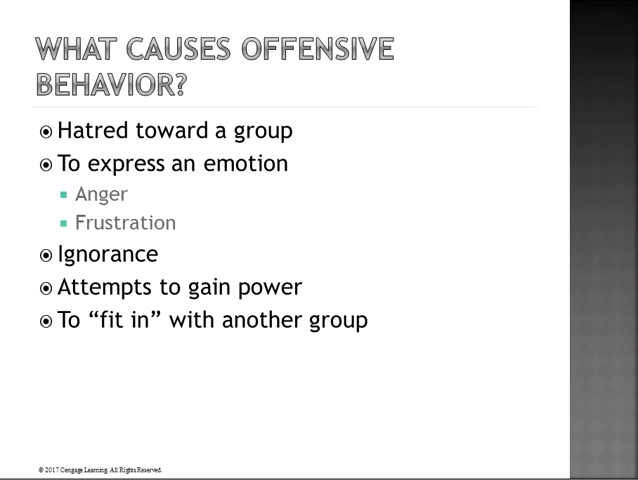 WHAT CAUSES OFFENSIVE
BEHAVIOR?
Hatred toward a group
To express an emotion
Anger
Frustration
Ignorance
Attempts to gain power
To “fit in” with another group
© 2017 Cengage Learning. All Rights Reserved.